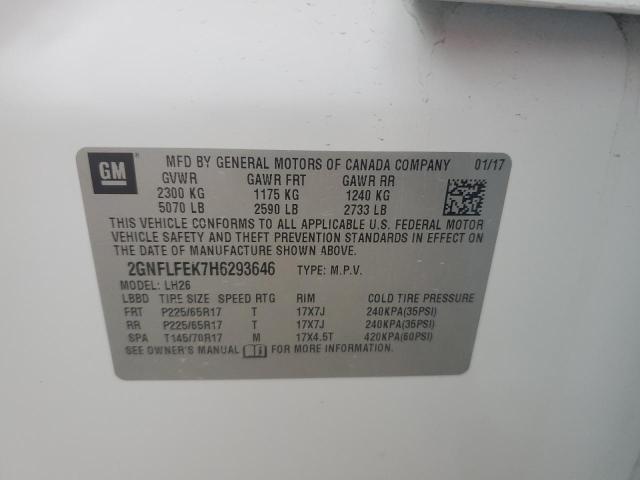 GM
MFD BY GENERAL MOTORS OF CANADA COMPANY 01/17
GVWR GAWR FRT GAWR RR
2300 KG 1175 KG 1240 KG
5070 LB 2590 LB 2733 LB
THIS VEHICLE CONFORMS TO ALL APPLICABLE U.S. FEDERAL MOTOR
VEHICLE SAFETY AND THEFT PREVENTION STANDARDS IN EFFECT ON
THE DATE OF MANUFACTURE SHOWN ABOVE.
2GNFLFEK7H6293646 TYPE: M.P.V.
MODEL: LH26
LBBD TIRE SIZE SPEED RTG RIM COLD TIRE PRESSURE
FRT P225/65R17 T 17X7J 240KPA(35PSI)
RR P225/65R17 T 17X7J 240KPA(35PSI)
SPA T145/70R17 M 17X4.5T 420KPA(60PSI)
SEE OWNER'S MANUAL FOR MORE INFORMATION.